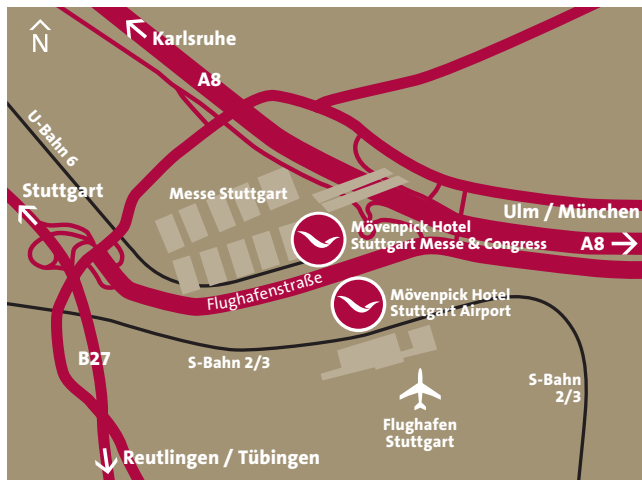 N
Karlsruhe
A8
U-Bahn 6
Stuttgart
Messe Stuttgart
Ulm / München
A8
Mövenpick Hotel
Stuttgart Messe & Congress
Flughafenstraße
Mövenpick Hotel
Stuttgart Airport
B27
S-Bahn 2/3
S-Bahn
2/3
Flughafen
Stuttgart
Reutlingen / Tübingen